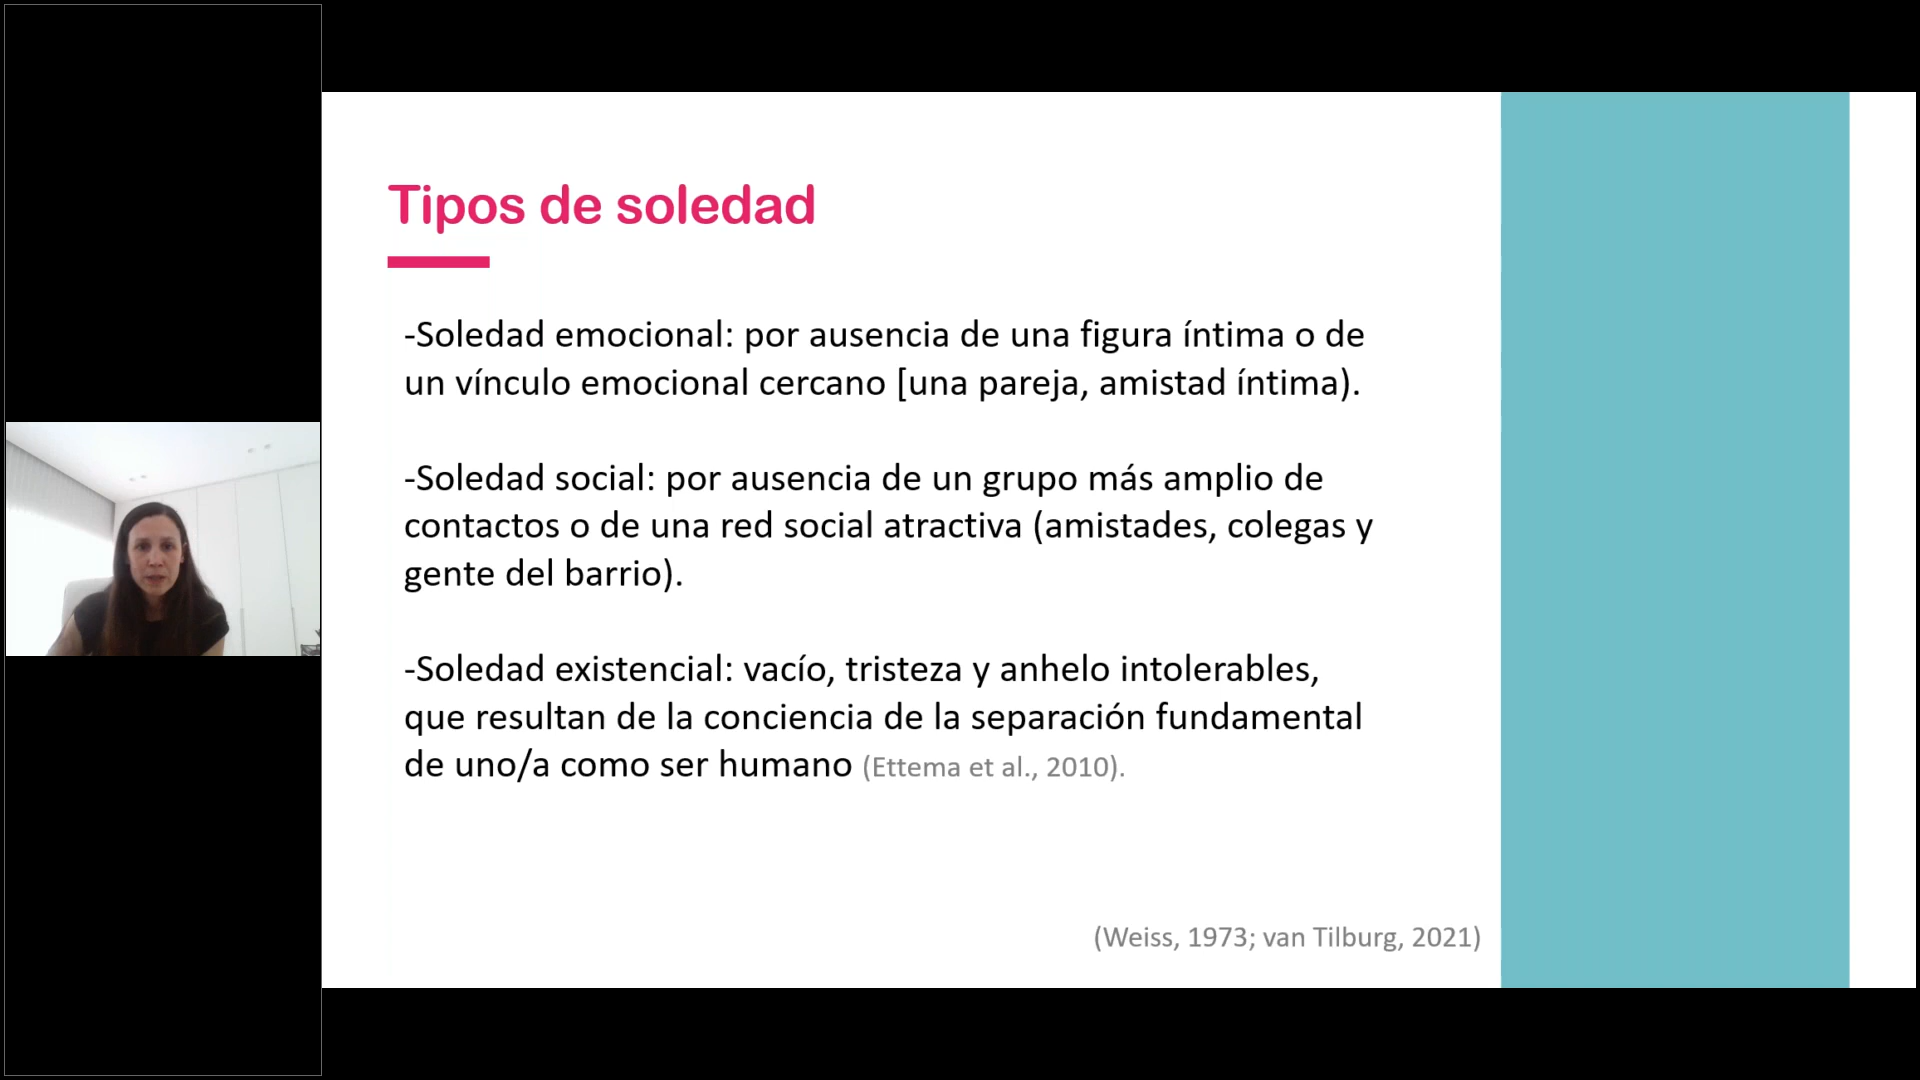 Tipos de soledad
-Soledad emocional: por ausencia de una figura íntima o de
un vínculo emocional cercano [una pareja, amistad íntima).
-Soledad social: por ausencia de un grupo más amplio de
contactos o de una red social atractiva (amistades, colegas y
gente del barrio).
-Soledad existencial: vacío, tristeza y anhelo intolerables,
que resultan de la conciencia de la separación fundamental
de uno/a como ser humano (Ettema et al., 2010).
(Weiss, 1973; van Tilburg, 2021)